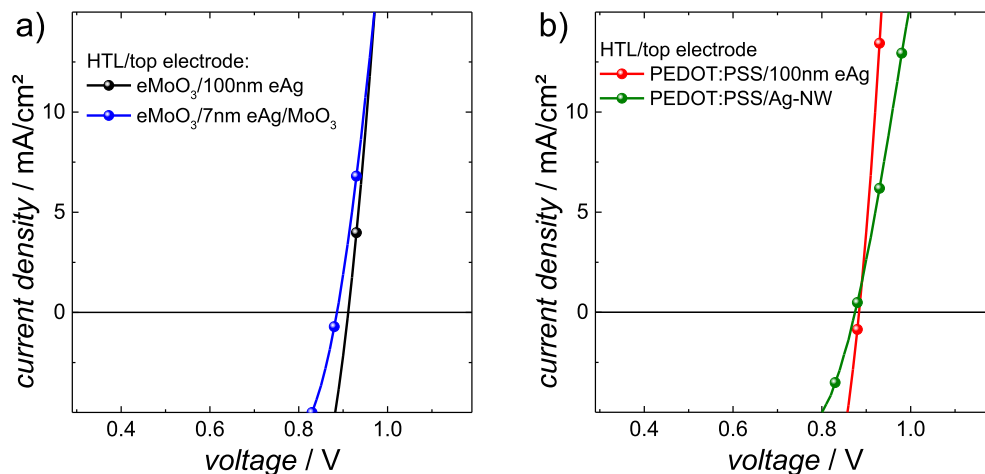 a)
HTL/top electrode:
eMoO₃/100nm eAg
eMoO₃/7nm eAg/MoO₃
10
5
0
current density / mA/cm²
0.4
0.6
0.8
1.0
voltage / V
b)
HTL/top electrode
PEDOT:PSS/100nm eAg
PEDOT:PSS/Ag-NW
10
5
0
current density / mA/cm²
0.4
0.6
0.8
1.0
voltage / V